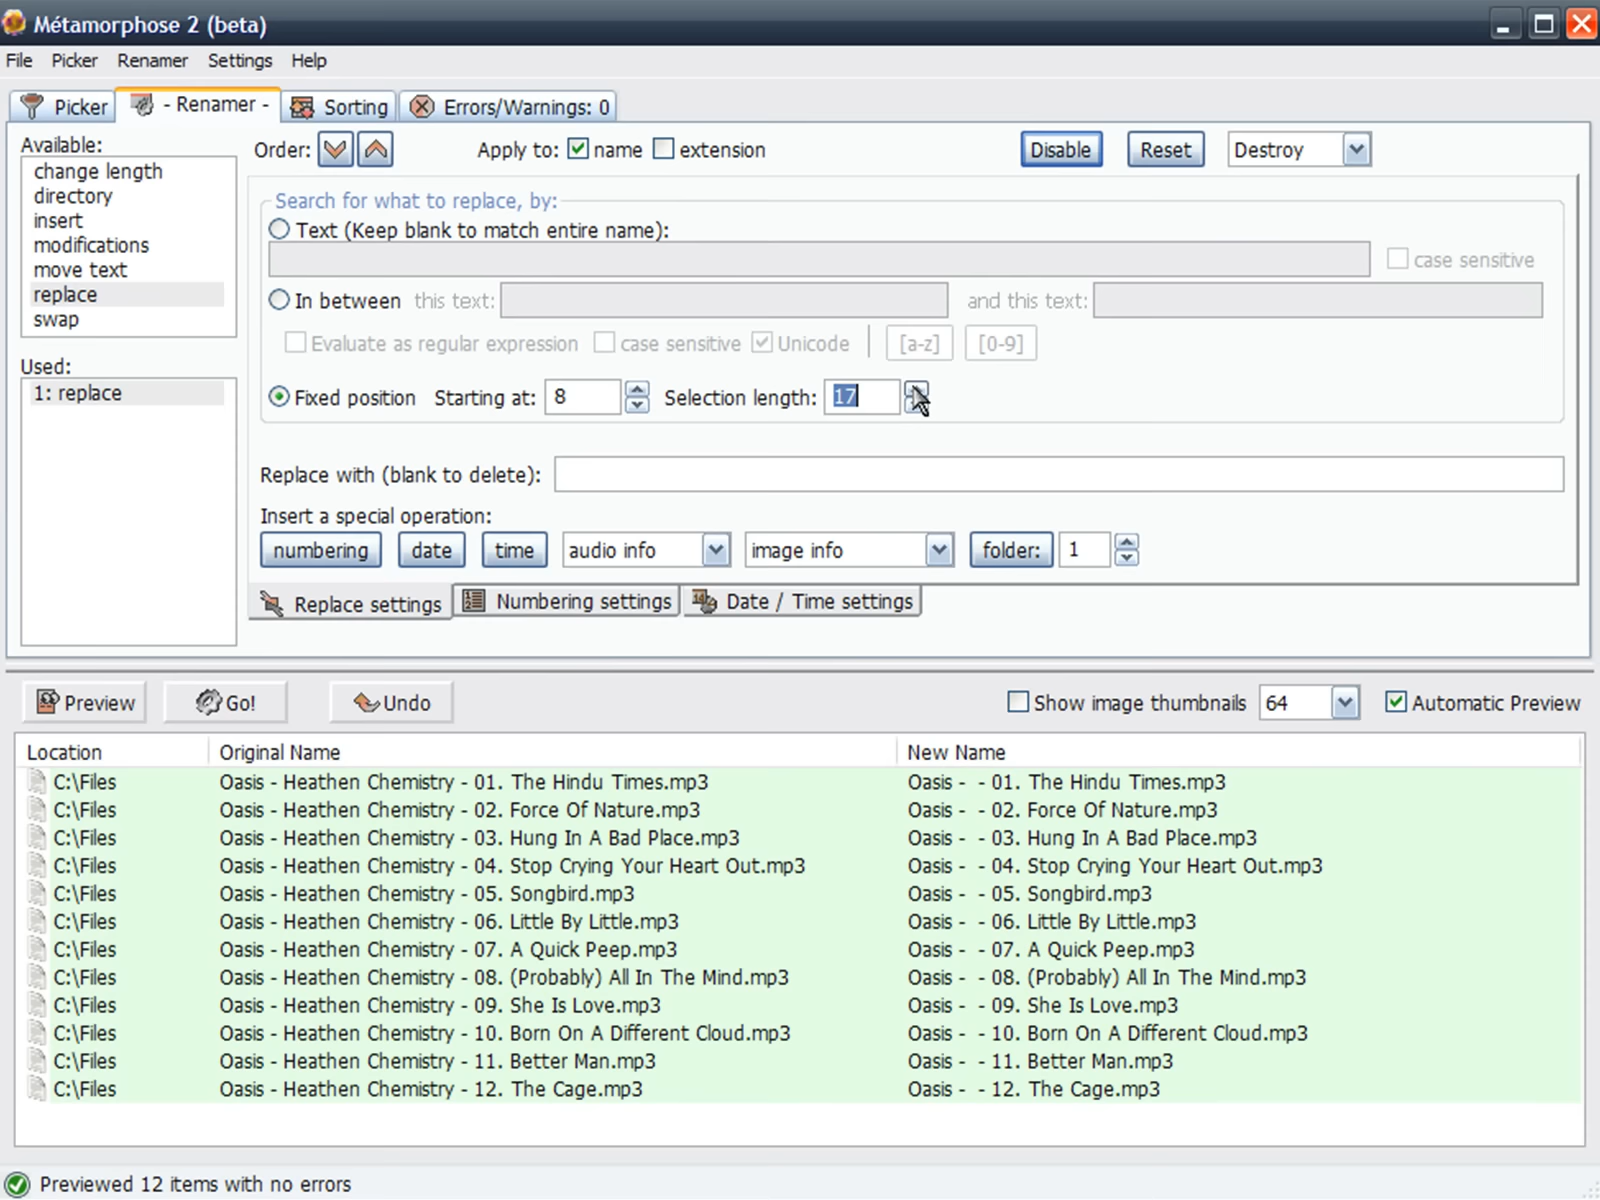 Métamorphose 2 (beta)
File Picker Renamer Settings Help
Picker - Renamer - Sorting Errors/Warnings: 0
Available:
change length
directory
insert
modifications
move text
replace
swap
Used:
1: replace
Order: Apply to: name extension Disable Reset Destroy
Search for what to replace, by:
Text (Keep blank to match entire name):
case sensitive
In between this text: and this text:
Evaluate as regular expression case sensitive Unicode [a-z] [0-9]
Fixed position Starting at: 8 Selection length: 17
Replace with (blank to delete):
Insert a special operation:
numbering date time audio info image info folder: 1
Replace settings Numbering settings Date / Time settings
Preview Go! Undo Show image thumbnails 64 Automatic Preview
Location Original Name New Name
C:\Files Oasis - Heathen Chemistry - 01. The Hindu Times.mp3 Oasis - - 01. The Hindu Times.mp3
C:\Files Oasis - Heathen Chemistry - 02. Force Of Nature.mp3 Oasis - - 02. Force Of Nature.mp3
C:\Files Oasis - Heathen Chemistry - 03. Hung In A Bad Place.mp3 Oasis - - 03. Hung In A Bad Place.mp3
C:\Files Oasis - Heathen Chemistry - 04. Stop Crying Your Heart Out.mp3 Oasis - - 04. Stop Crying Your Heart Out.mp3
C:\Files Oasis - Heathen Chemistry - 05. Songbird.mp3 Oasis - - 05. Songbird.mp3
C:\Files Oasis - Heathen Chemistry - 06. Little By Little.mp3 Oasis - - 06. Little By Little.mp3
C:\Files Oasis - Heathen Chemistry - 07. A Quick Peep.mp3 Oasis - - 07. A Quick Peep.mp3
C:\Files Oasis - Heathen Chemistry - 08. (Probably) All In The Mind.mp3 Oasis - - 08. (Probably) All In The Mind.mp3
C:\Files Oasis - Heathen Chemistry - 09. She Is Love.mp3 Oasis - - 09. She Is Love.mp3
C:\Files Oasis - Heathen Chemistry - 10. Born On A Different Cloud.mp3 Oasis - - 10. Born On A Different Cloud.mp3
C:\Files Oasis - Heathen Chemistry - 11. Better Man.mp3 Oasis - - 11. Better Man.mp3
C:\Files Oasis - Heathen Chemistry - 12. The Cage.mp3 Oasis - - 12. The Cage.mp3
Previewed 12 items with no errors